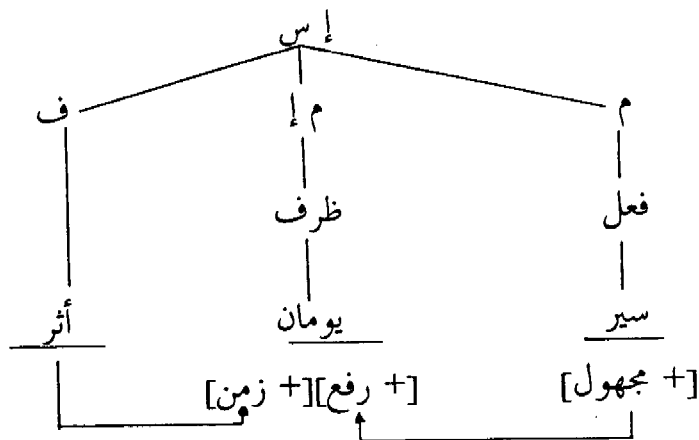 إ س
م م إ ف
فعل ظرف
سير يومان أثر
[+ مجهول] [+ رفع][+ زمن]